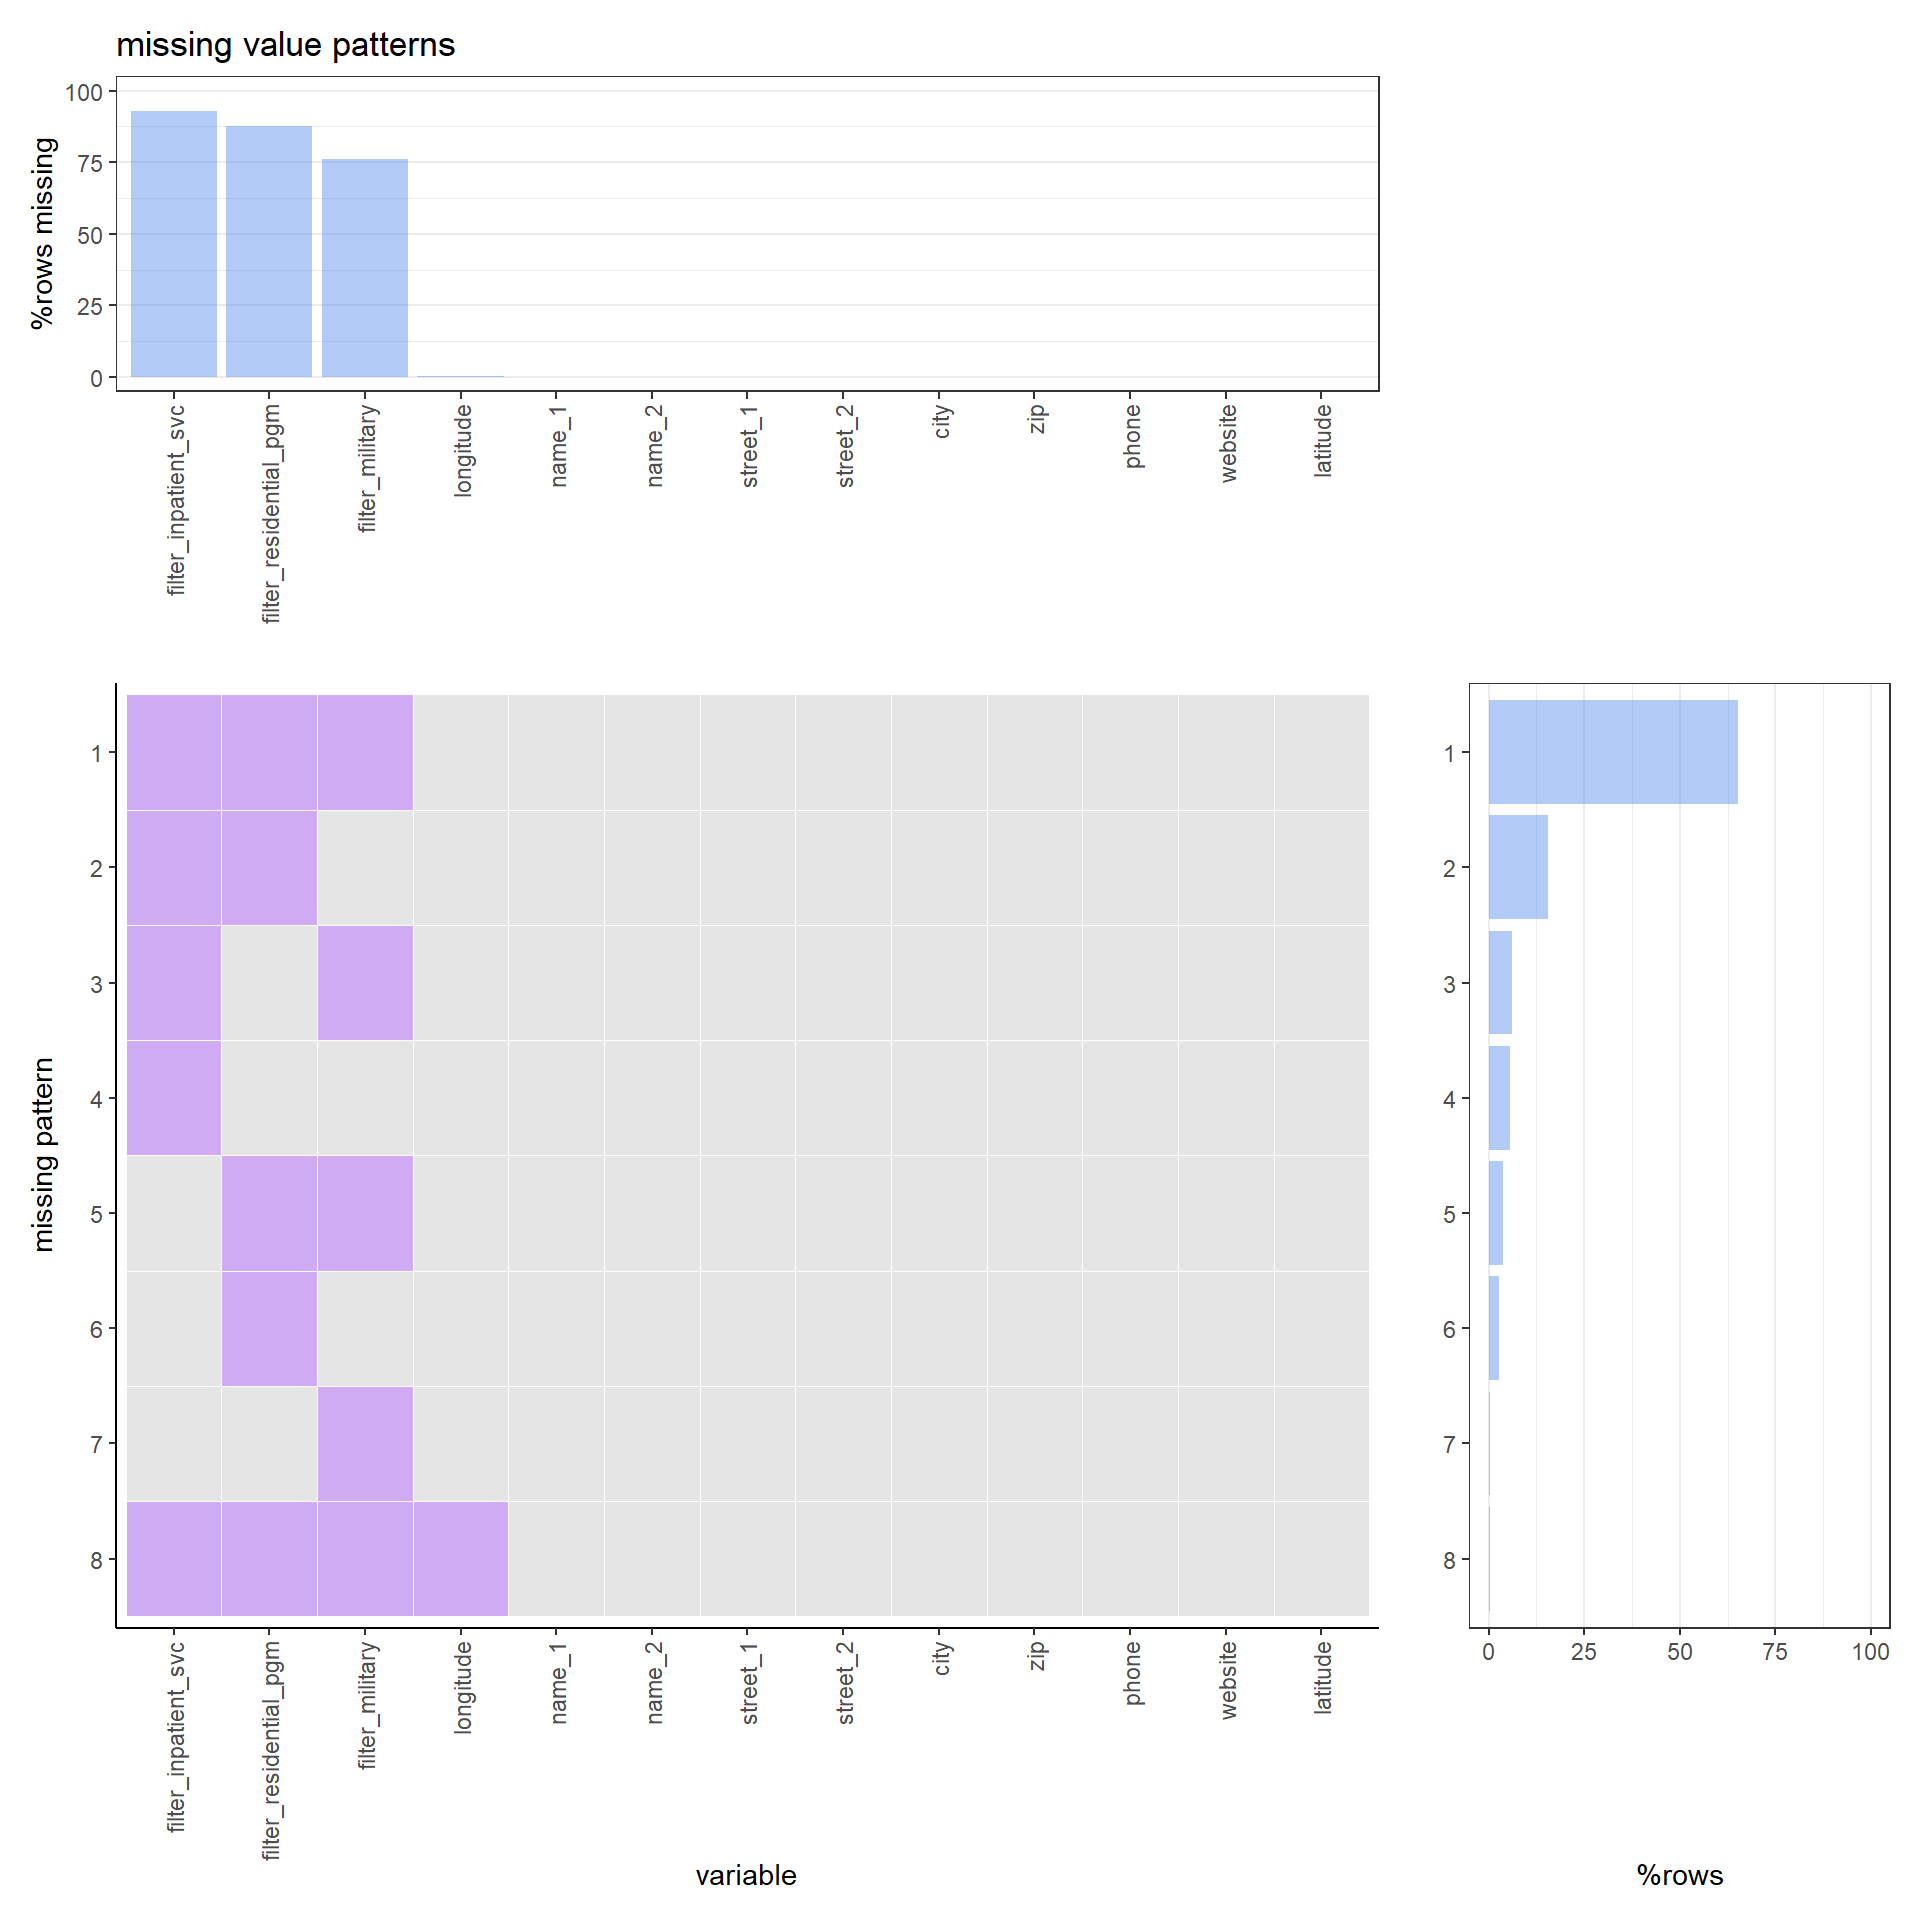 missing value patterns
%rows missing
100
75
50
25
0
filter_inpatient_svc
filter_residential_pgm
filter_military
longitude
name_1
name_2
street_1
street_2
city
zip
phone
website
latitude
missing pattern
1
2
3
4
5
6
7
8
filter_inpatient_svc
filter_residential_pgm
filter_military
longitude
name_1
name_2
street_1
street_2
city
zip
phone
website
latitude
variable
1
2
3
4
5
6
7
8
0 25 50 75 100
%rows